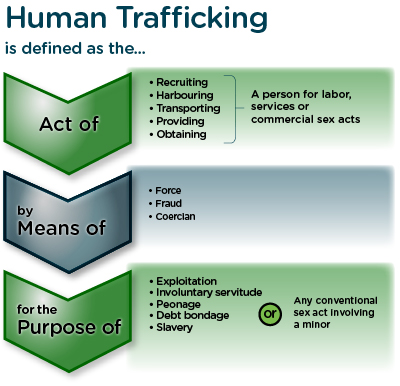 Human Trafficking
is defined as the...
Act of
• Recruiting
• Harbouring
• Transporting
• Providing
• Obtaining
A person for labor,
services or
commercial sex acts
by
Means of
• Force
• Fraud
• Coercian
for the
Purpose of
• Exploitation
• Involuntary servitude
• Peonage
• Debt bondage
• Slavery
or
Any conventional
sex act involving
a minor